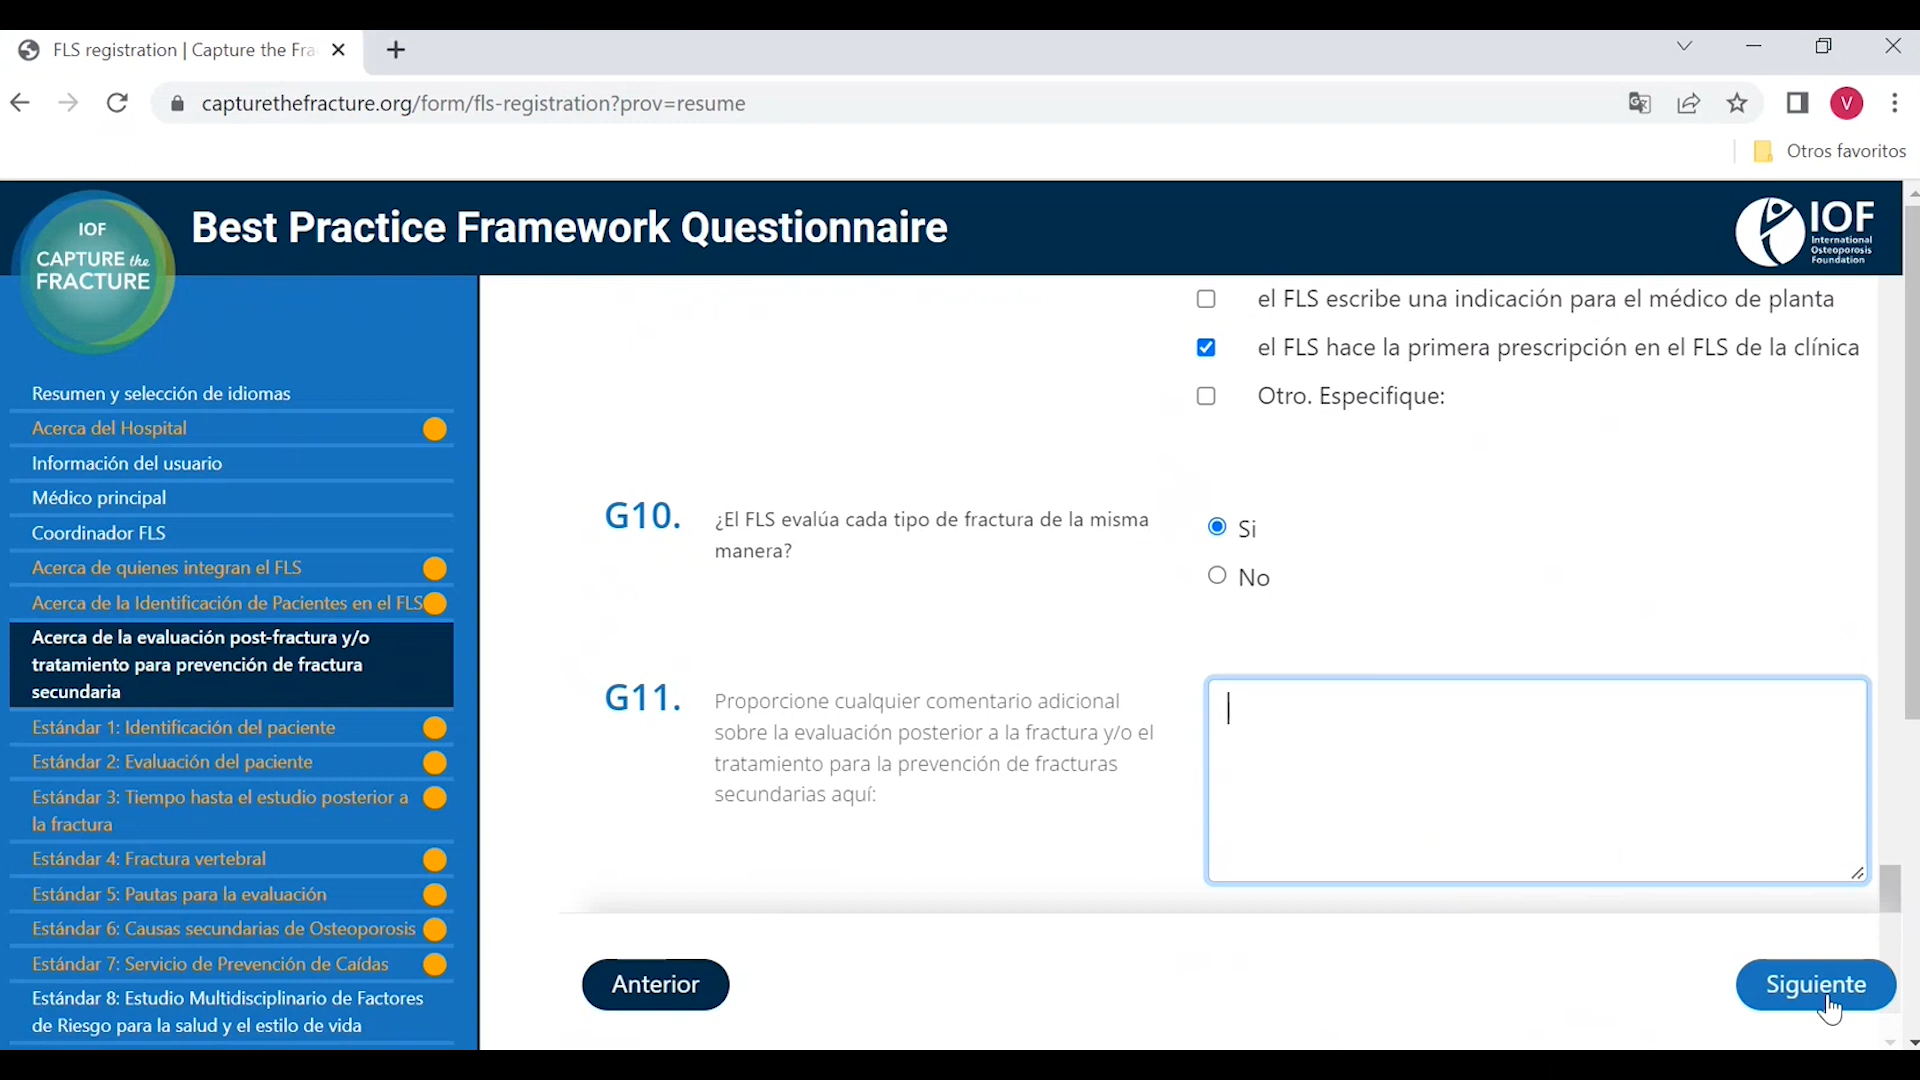 FLS registration | Capture the Fra
capturethefracture.org/form/fls-registration?prov=resume
V
Otros favoritos
IOF
CAPTURE the
FRACTURE
Best Practice Framework Questionnaire
IOF
International
Osteoporosis
Foundation
Resumen y selección de idiomas
Acerca del Hospital
Información del usuario
Médico principal
Coordinador FLS
Acerca de quienes integran el FLS
Acerca de la Identificación de Pacientes en el FLS
Acerca de la evaluación post-fractura y/o
tratamiento para prevención de fractura
secundaria
Estándar 1: Identificación del paciente
Estándar 2: Evaluación del paciente
Estándar 3: Tiempo hasta el estudio posterior a
la fractura
Estándar 4: Fractura vertebral
Estándar 5: Pautas para la evaluación
Estándar 6: Causas secundarias de Osteoporosis
Estándar 7: Servicio de Prevención de Caídas
Estándar 8: Estudio Multidisciplinario de Factores
de Riesgo para la salud y el estilo de vida
el FLS escribe una indicación para el médico de planta
el FLS hace la primera prescripción en el FLS de la clínica
Otro. Especifique:
G10.
¿El FLS evalúa cada tipo de fractura de la misma
manera?
Si
No
G11.
Proporcione cualquier comentario adicional
sobre la evaluación posterior a la fractura y/o el
tratamiento para la prevención de fracturas
secundarias aquí:
Anterior
Siguiente